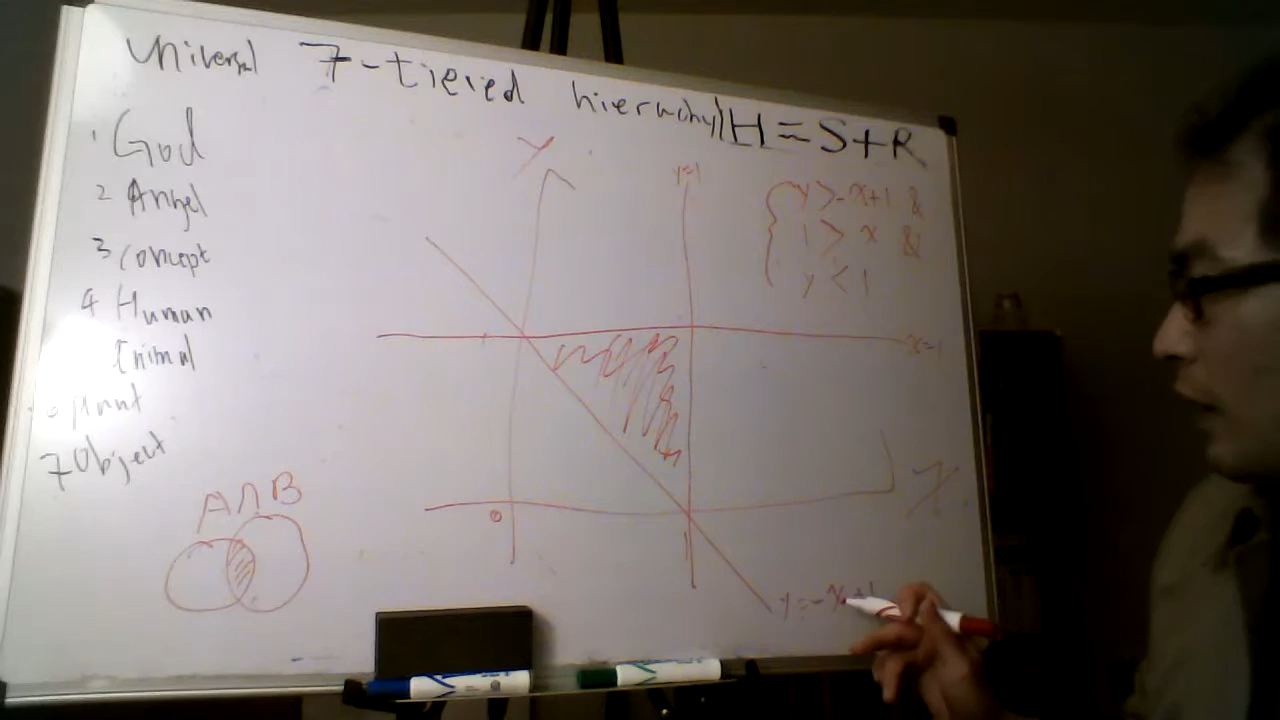 Universal 7-tiered hierarchy H = S+R
1 God
2 Angel
3 concept
4 Human
plant
7 Object
A∩B
y
y=1
{ y > -x+1 &
1 > x &
y < 1
x=1
0
1
x
y = -x+1